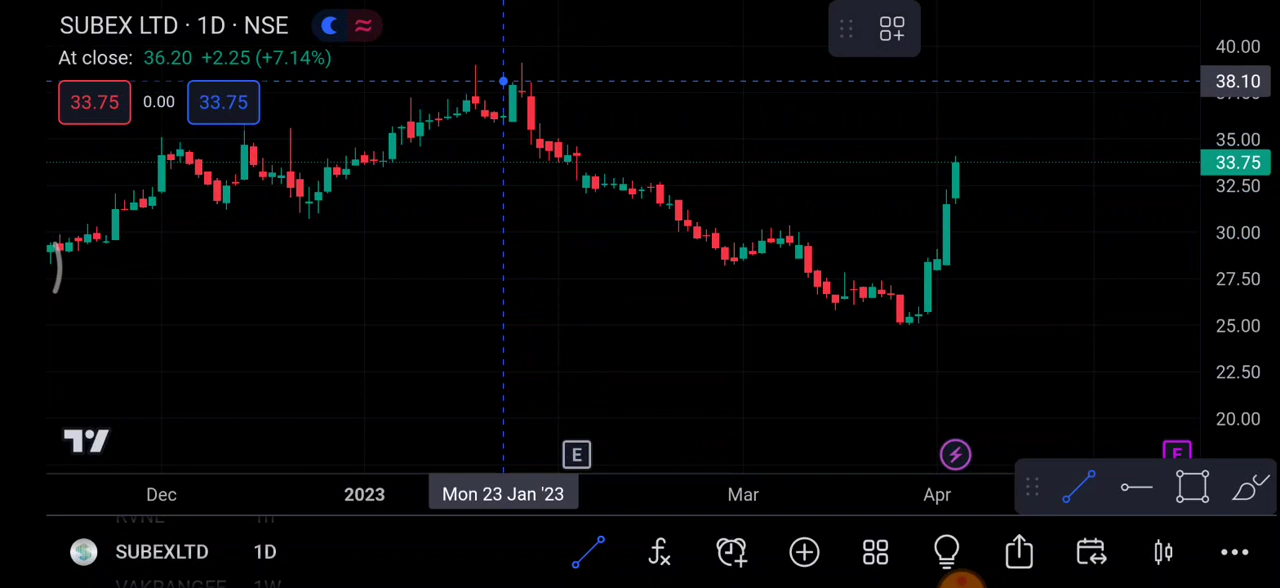 SUBEX LTD · 1D · NSE
At close: 36.20 +2.25 (+7.14%)
33.75 0.00 33.75
40.00
38.10
35.00
33.75
32.50
30.00
27.50
25.00
22.50
20.00
E
Dec 2023 Mon 23 Jan '23 Mar Apr
SUBEXLTD 1D
VAKRANGEE 1W